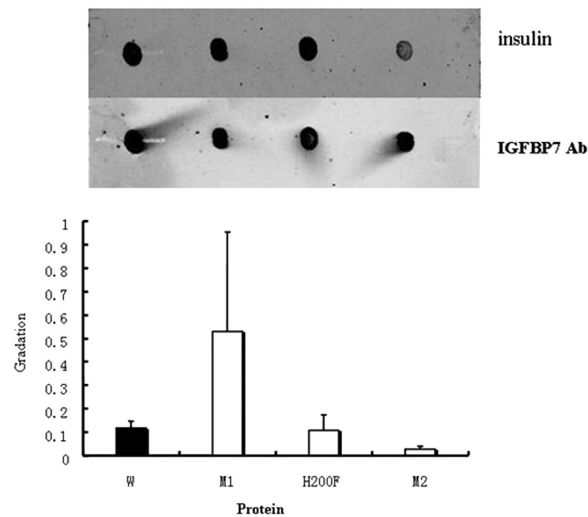 insulin
IGFBP7 Ab
1
0.9
0.8
0.7
0.6
0.5
0.4
0.3
0.2
0.1
0
Gradation
W M1 H200F M2
Protein